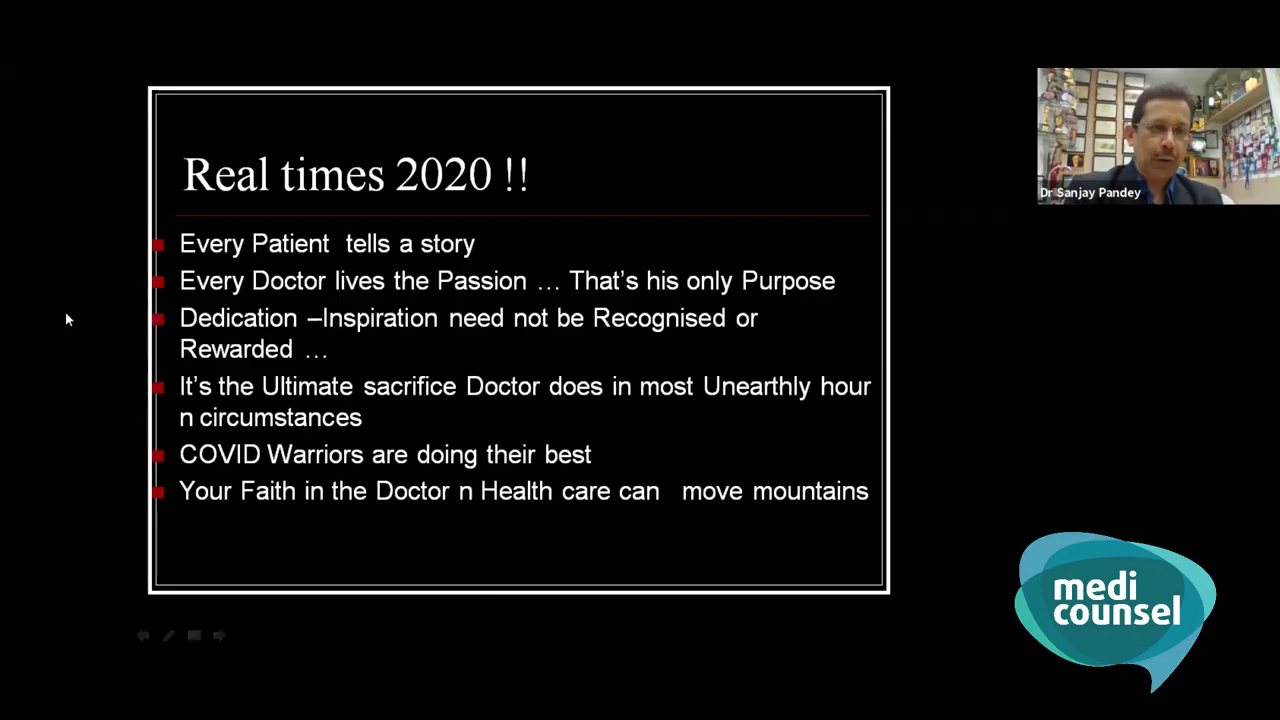 Real times 2020 !!
Every Patient tells a story
Every Doctor lives the Passion … That's his only Purpose
Dedication –Inspiration need not be Recognised or
Rewarded …
It's the Ultimate sacrifice Doctor does in most Unearthly hour
n circumstances
COVID Warriors are doing their best
Your Faith in the Doctor n Health care can move mountains
Dr Sanjay Pandey
medi
counsel